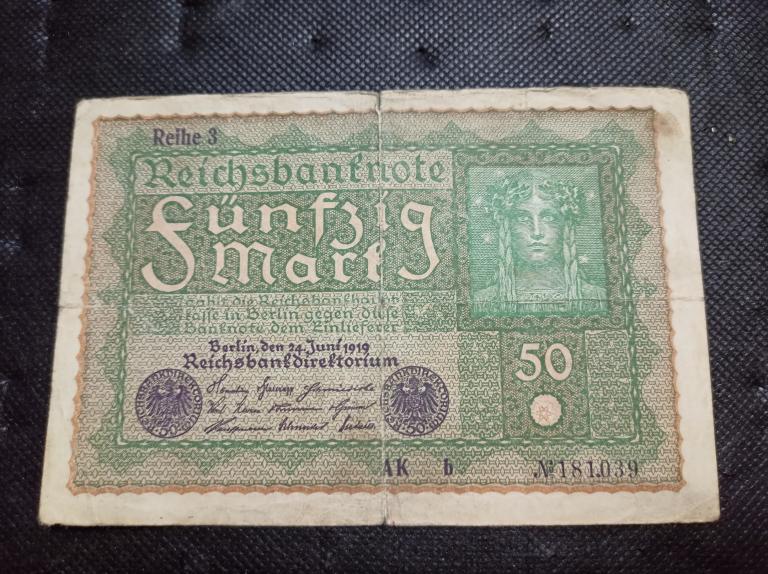 Reihe 3
Reichsbanknote
Fünfzig
Mark
zahlt die Reichsbankhaupt
kasse in Berlin gegen diese
Banknote dem Einlieferer
Berlin, den 24. Juni 1919
Reichsbankdirektorium
50
AK b
№181039